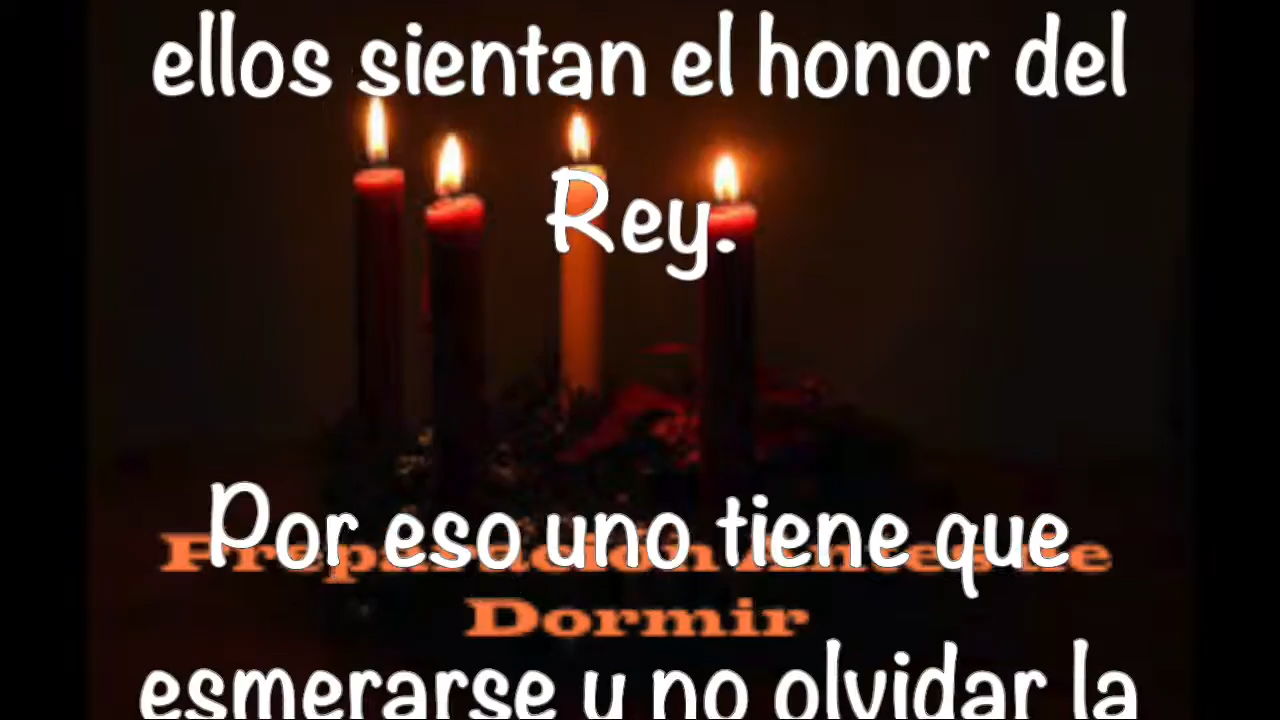 ellos sientan el honor del
Rey.
Por eso uno tiene que
Dormir
esmerarse y no olvidar la